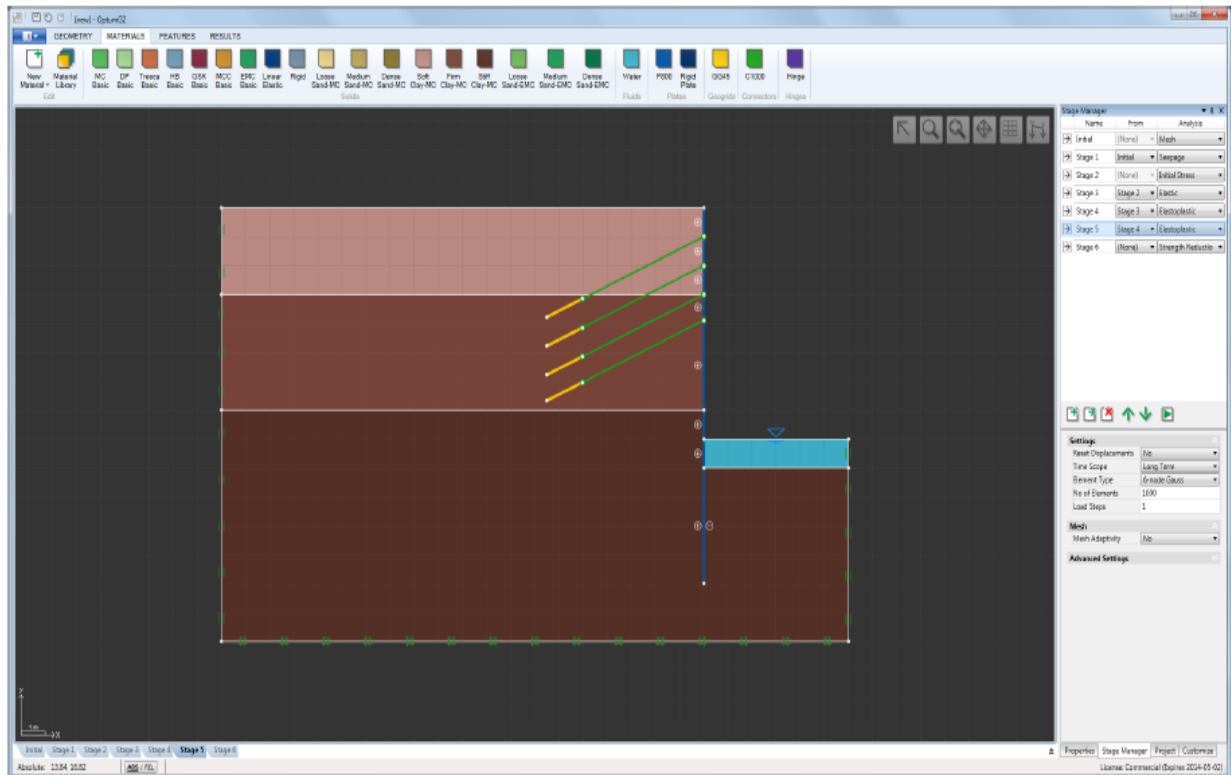 [new] - OptumG2
GEOMETRY MATERIALS FEATURES RESULTS
New Material
Material Library
MC Basic
DP Basic
Tresca Basic
HB Basic
GSK Basic
MCC Basic
EMC Basic
Linear Elastic
Rigid
Loose Sand-MC
Medium Sand-MC
Dense Sand-MC
Soft Clay-MC
Firm Clay-MC
Stiff Clay-MC
Loose Sand-EMC
Medium Sand-EMC
Dense Sand-EMC
Water
P800
Rigid Plate
GG45
C1000
Hinge
Edit Solids Fluids Plates Geogrids Connectors Hinges
Stage Manager
Name From Analysis
Initial (None) Mesh
Stage 1 Initial Seepage
Stage 2 (None) Initial Stress
Stage 3 Stage 2 Elastic
Stage 4 Stage 3 Elastoplastic
Stage 5 Stage 4 Elastoplastic
Stage 6 (None) Strength Reductio
Settings
Reset Displacements No
Time Scope Long Term
Element Type 6-node Gauss
No of Elements 1000
Load Steps 1
Mesh
Mesh Adaptivity No
Advanced Settings
Y
X
Initial Stage 1 Stage 2 Stage 3 Stage 4 Stage 5 Stage 6
Properties Stage Manager Project Customize
Absolute: 13.84, 16.82 ABS / REL License: Commercial (Expires 2014-05-02)